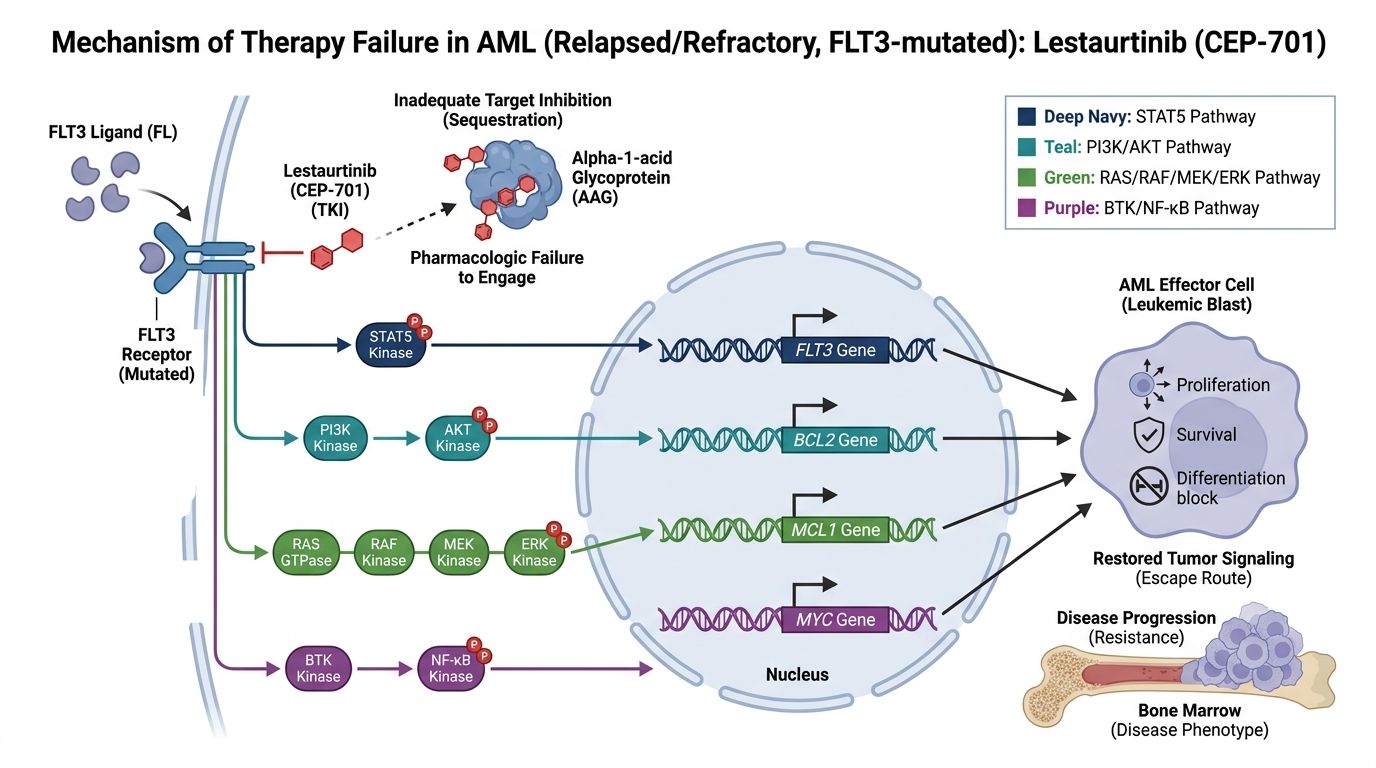 Mechanism of Therapy Failure in AML (Relapsed/Refractory, FLT3-mutated): Lestaurtinib (CEP-701)
FLT3 Ligand (FL)
Lestaurtinib
(CEP-701)
(TKI)
Inadequate Target Inhibition
(Sequestration)
Alpha-1-acid
Glycoprotein
(AAG)
Pharmacologic Failure
to Engage
Deep Navy: STAT5 Pathway
Teal: PI3K/AKT Pathway
Green: RAS/RAF/MEK/ERK Pathway
Purple: BTK/NF-κB Pathway
FLT3
Receptor
(Mutated)
STAT5
Kinase
P
P
FLT3 Gene
PI3K
Kinase
AKT
Kinase
P
P
BCL2 Gene
RAS
GTPase
RAF
Kinase
MEK
Kinase
ERK
Kinase
P
P
MCL1 Gene
BTK
Kinase
NF-κB
Kinase
P
P
MYC Gene
Nucleus
AML Effector Cell
(Leukemic Blast)
Proliferation
Survival
Differentiation
block
Restored Tumor Signaling
(Escape Route)
Disease Progression
(Resistance)
Bone Marrow
(Disease Phenotype)